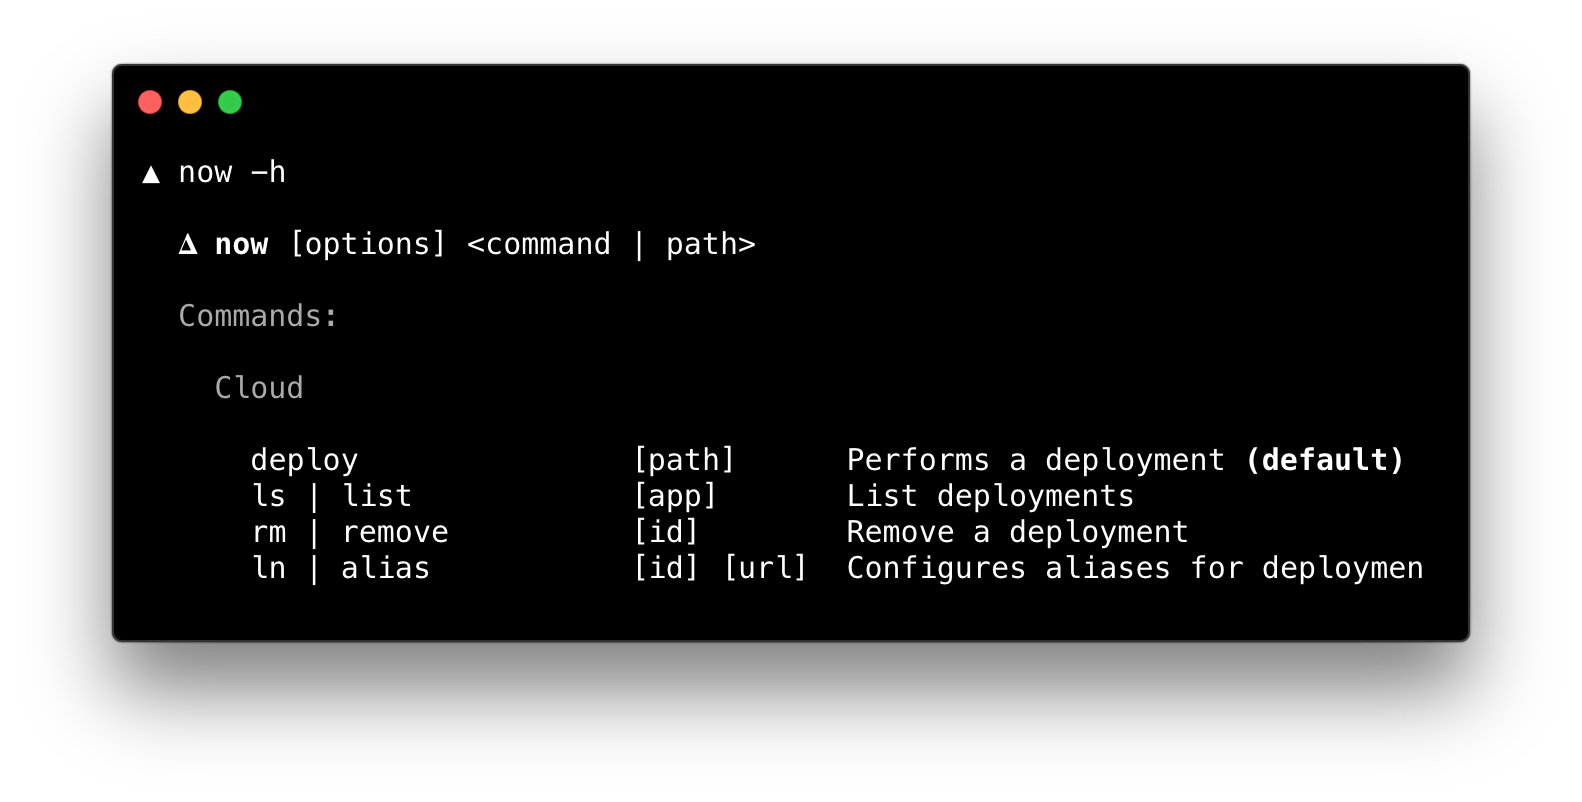 ▲ now -h
𝚫 now [options] <command | path>
Commands:
Cloud
deploy [path] Performs a deployment (default)
ls | list [app] List deployments
rm | remove [id] Remove a deployment
ln | alias [id] [url] Configures aliases for deploymen